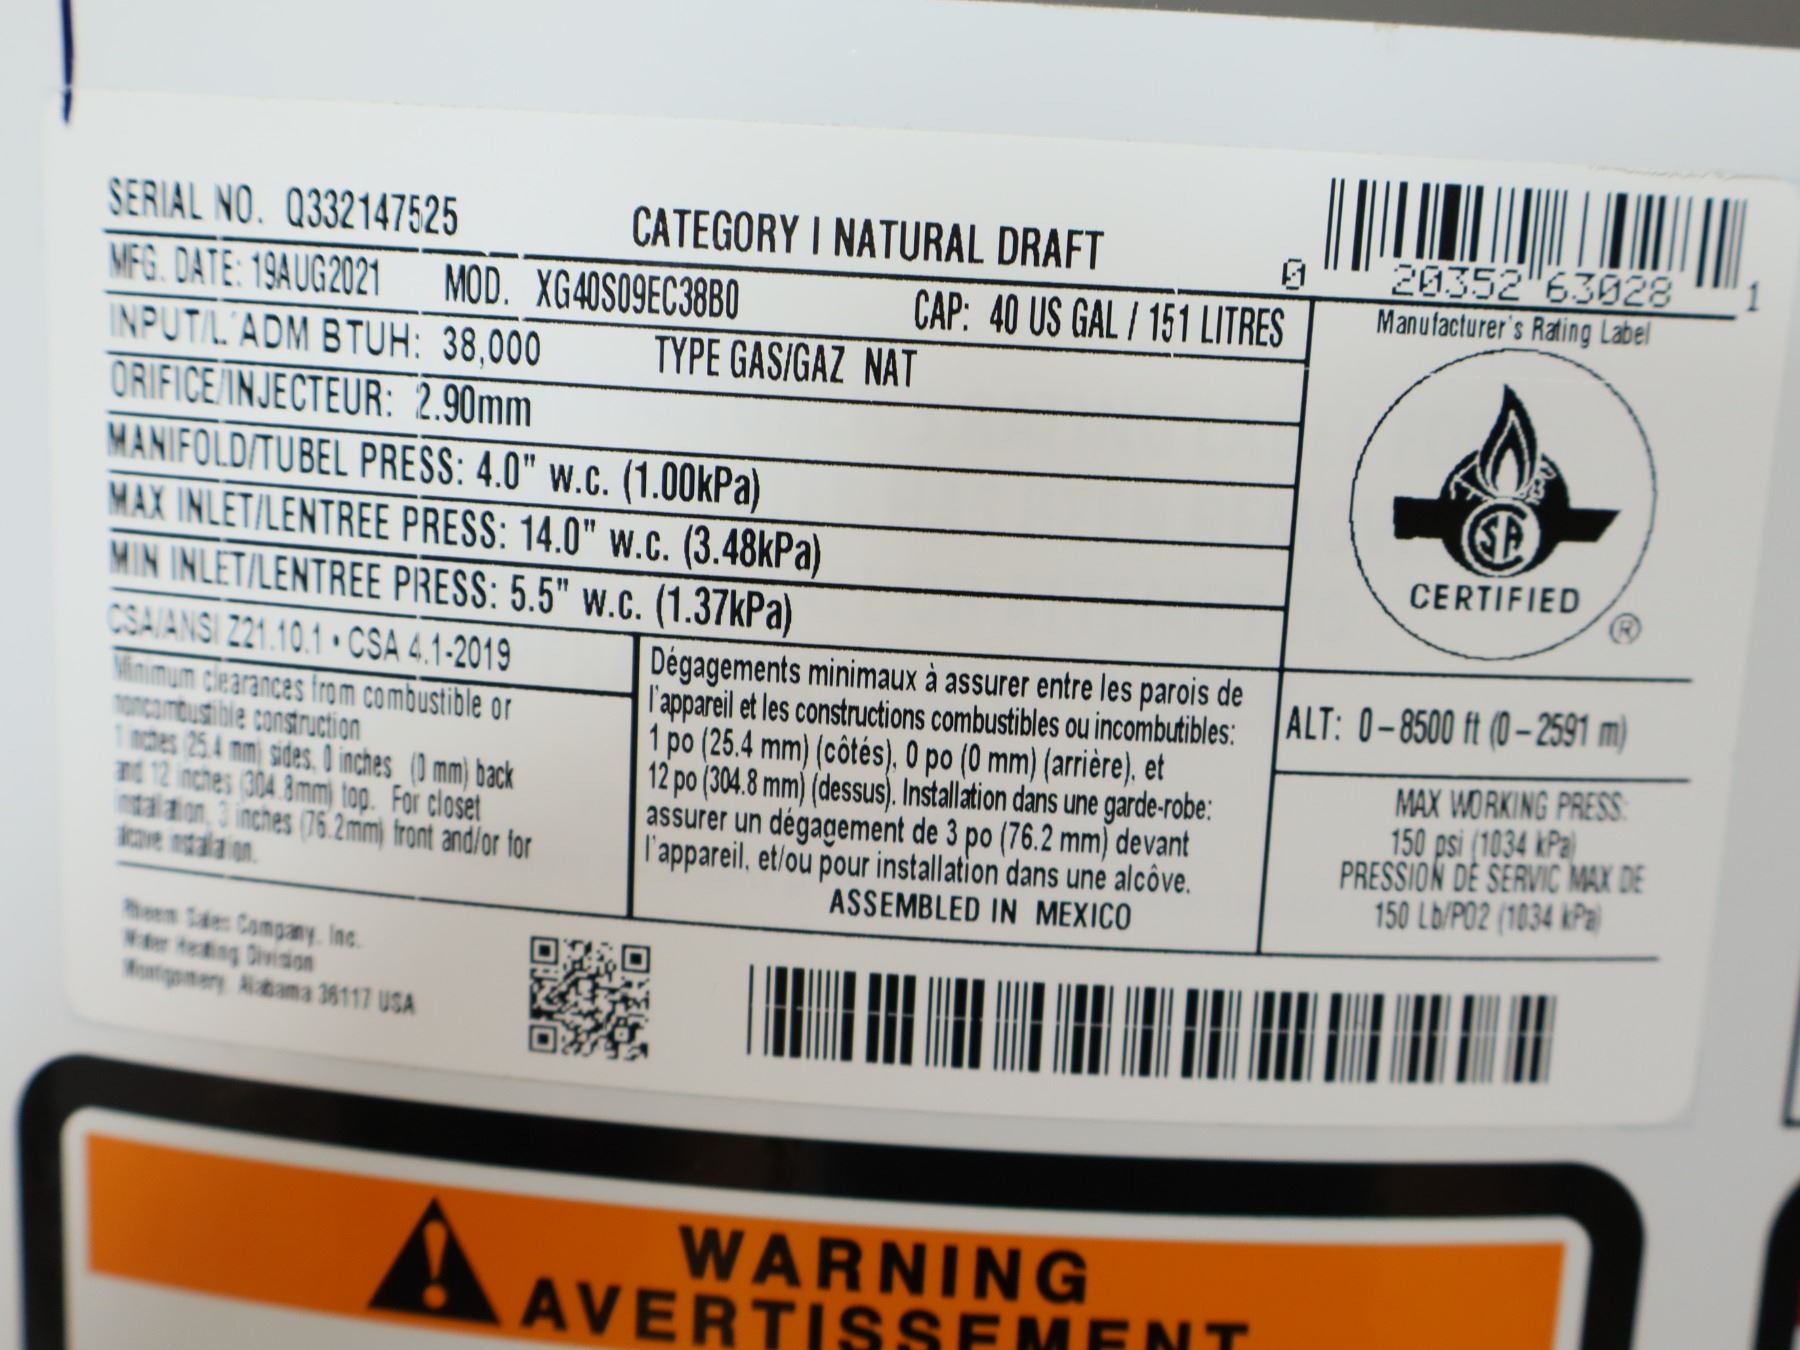 SERIAL NO. Q332147525
CATEGORY I NATURAL DRAFT
0 20352 63028 1
MFG. DATE: 19AUG2021 MOD. XG40S09EC38B0 CAP: 40 US GAL / 151 LITRES
Manufacturer's Rating Label
INPUT/L'ADM BTUH: 38,000 TYPE GAS/GAZ NAT
ORIFICE/INJECTEUR: 2.90mm
MANIFOLD/TUBEL PRESS: 4.0" w.c. (1.00kPa)
MAX INLET/LENTREE PRESS: 14.0" w.c. (3.48kPa)
MIN INLET/LENTREE PRESS: 5.5" w.c. (1.37kPa)
CSA
CERTIFIED
®
CSA/ANSI Z21.10.1 • CSA 4.1-2019
Minimum clearances from combustible or
noncombustible construction
1 inches (25.4 mm) sides, 0 inches (0 mm) back
and 12 inches (304.8mm) top. For closet
installation, 3 inches (76.2mm) front and/or for
alcove installation.
Dégagements minimaux à assurer entre les parois de
l'appareil et les constructions combustibles ou incombutibles:
1 po (25.4 mm) (côtés), 0 po (0 mm) (arrière), et
12 po (304.8 mm) (dessus). Installation dans une garde-robe:
assurer un dégagement de 3 po (76.2 mm) devant
l'appareil, et/ou pour installation dans une alcôve.
ASSEMBLED IN MEXICO
ALT: 0 – 8500 ft (0 – 2591 m)
MAX WORKING PRESS:
150 psi (1034 kPa)
PRESSION DE SERVIC MAX DE
150 Lb/PO2 (1034 kPa)
Rheem Sales Company, Inc.
Water Heating Division
Montgomery, Alabama 36117 USA
WARNING
AVERTISSEMENT